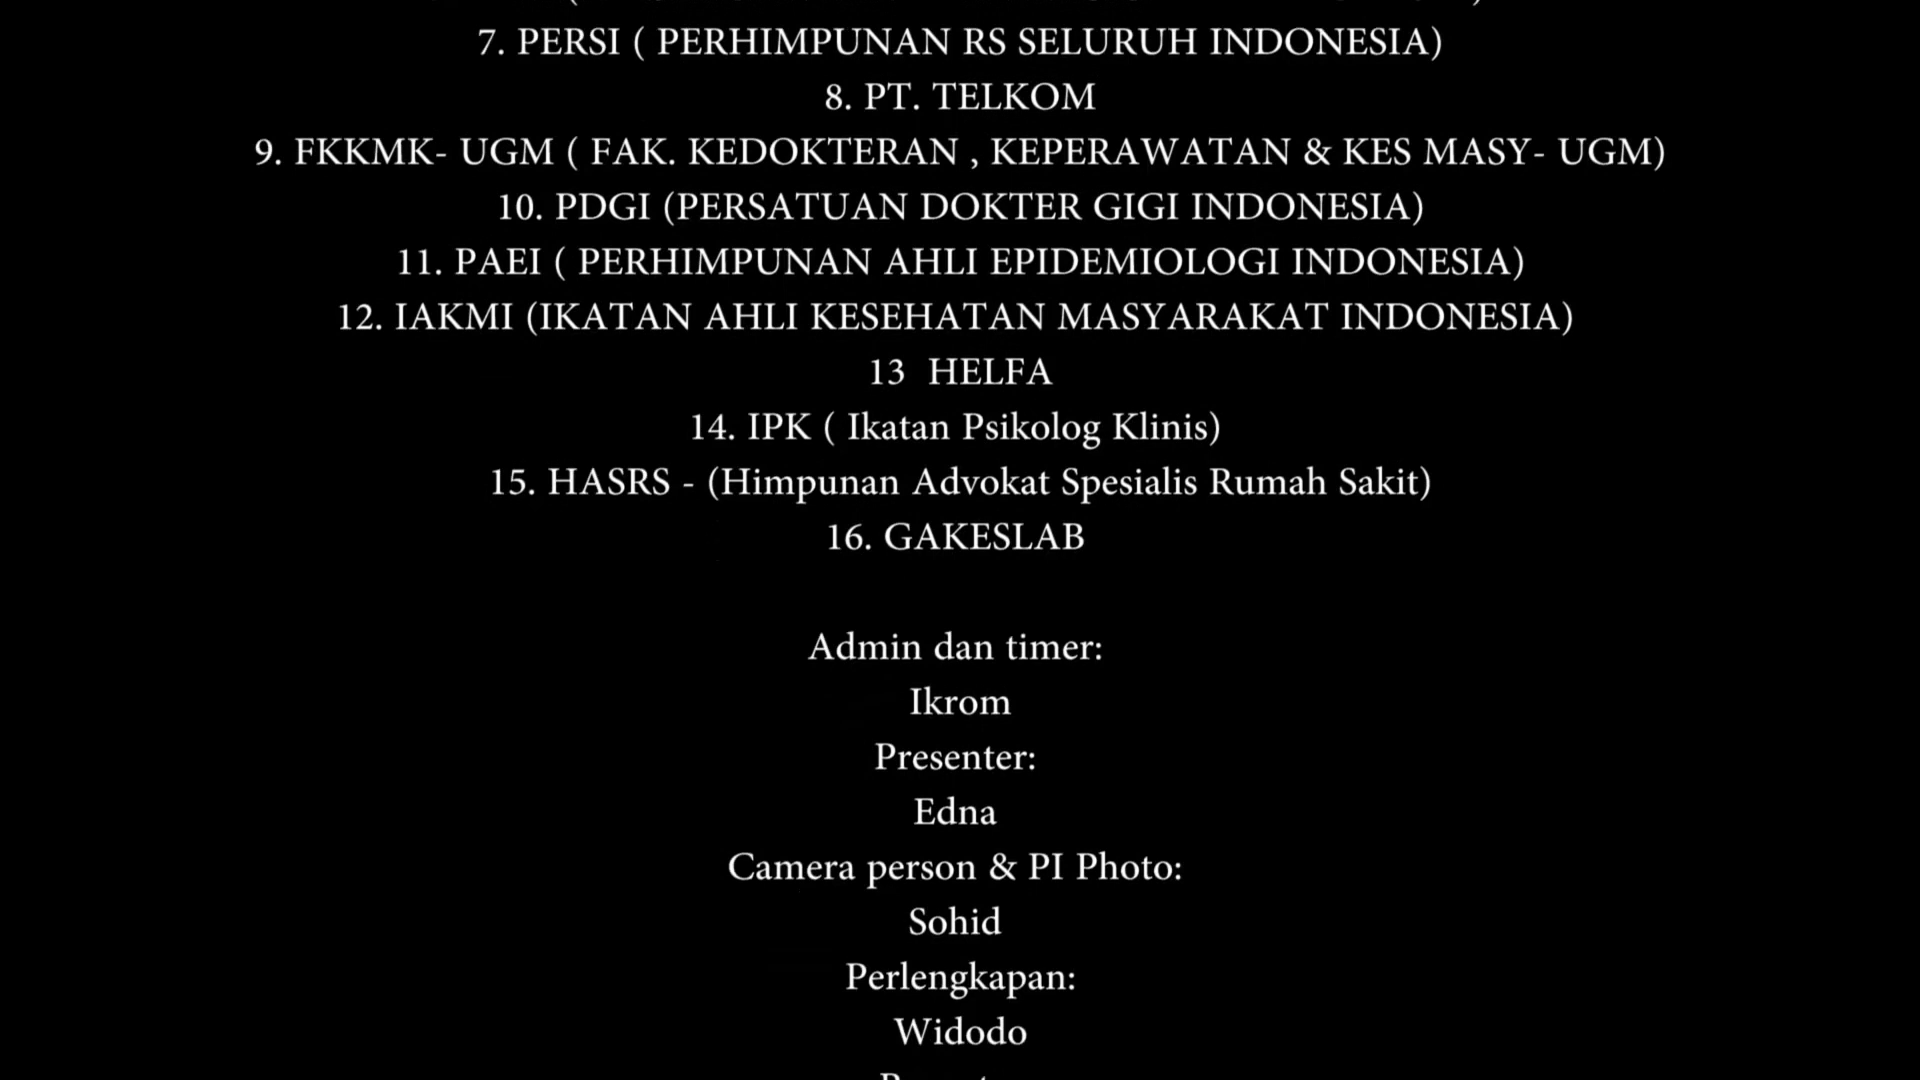 7. PERSI ( PERHIMPUNAN RS SELURUH INDONESIA)
8. PT. TELKOM
9. FKKMK- UGM ( FAK. KEDOKTERAN , KEPERAWATAN & KES MASY- UGM)
10. PDGI (PERSATUAN DOKTER GIGI INDONESIA)
11. PAEI ( PERHIMPUNAN AHLI EPIDEMIOLOGI INDONESIA)
12. IAKMI (IKATAN AHLI KESEHATAN MASYARAKAT INDONESIA)
13  HELFA
14. IPK ( Ikatan Psikolog Klinis)
15. HASRS - (Himpunan Advokat Spesialis Rumah Sakit)
16. GAKESLAB
Admin dan timer:
Ikrom
Presenter:
Edna
Camera person & PI Photo:
Sohid
Perlengkapan:
Widodo